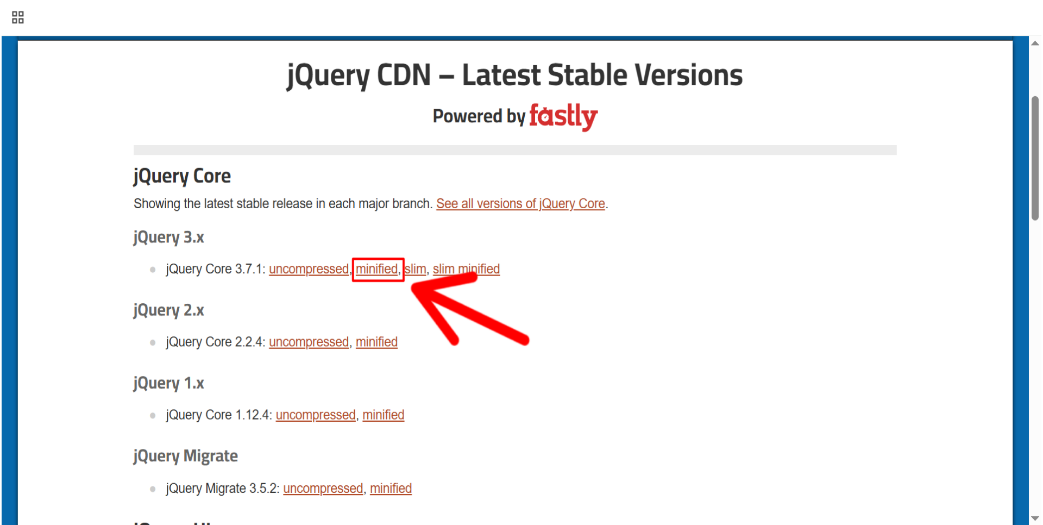 jQuery CDN – Latest Stable Versions
Powered by fastly
jQuery Core
Showing the latest stable release in each major branch. See all versions of jQuery Core.
jQuery 3.x
jQuery Core 3.7.1: uncompressed, minified, slim, slim minified
jQuery 2.x
jQuery Core 2.2.4: uncompressed, minified
jQuery 1.x
jQuery Core 1.12.4: uncompressed, minified
jQuery Migrate
jQuery Migrate 3.5.2: uncompressed, minified